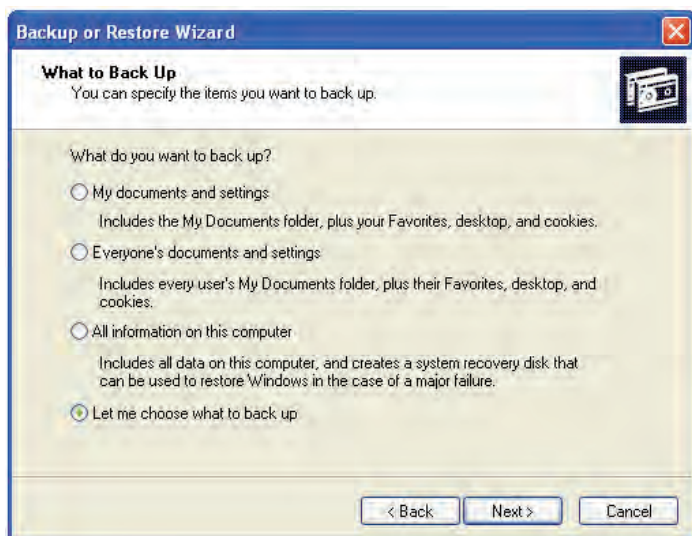 Backup or Restore Wizard
What to Back Up
You can specify the items you want to back up.
What do you want to back up?
My documents and settings
Includes the My Documents folder, plus your Favorites, desktop, and cookies.
Everyone's documents and settings
Includes every user's My Documents folder, plus their Favorites, desktop, and
cookies.
All information on this computer
Includes all data on this computer, and creates a system recovery disk that
can be used to restore Windows in the case of a major failure.
Let me choose what to back up
< Back Next > Cancel